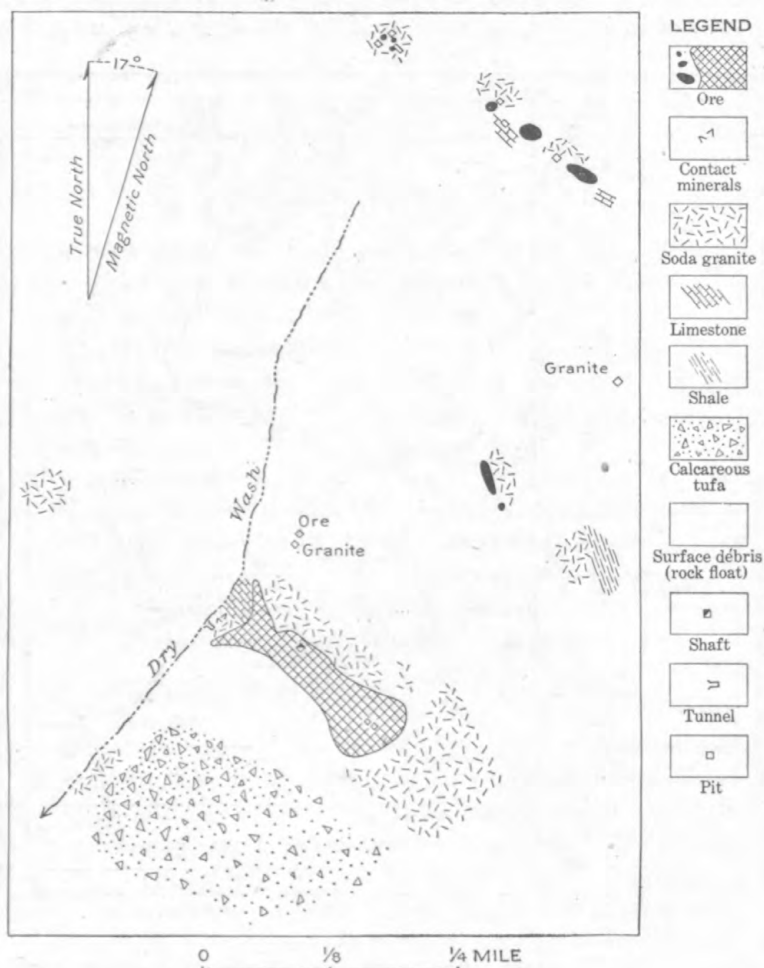 17°
True North
Magnetic North
Granite
Wash
Ore
Granite
Dry
0 1/8 1/4 MILE
LEGEND
Ore
Contact
minerals
Soda granite
Limestone
Shale
Calcareous
tufa
Surface débris
(rock float)
Shaft
Tunnel
Pit